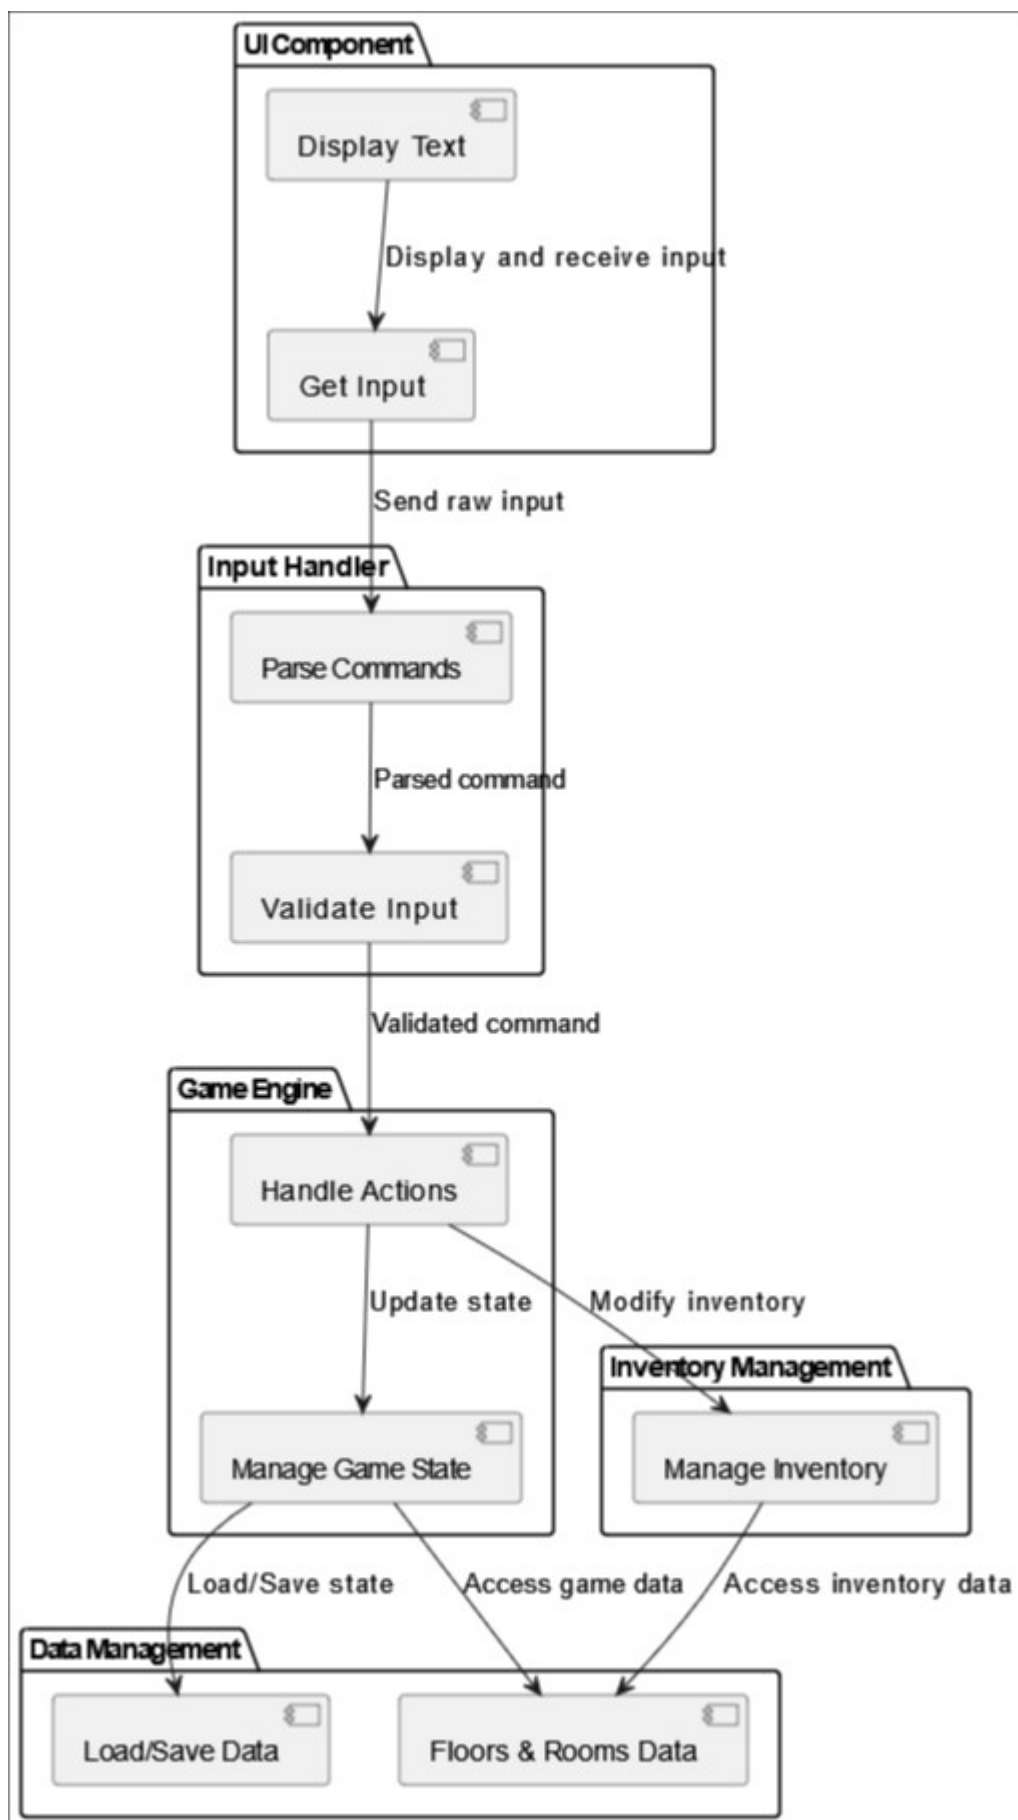 UI Component
Display Text
Display and receive input
Get Input
Send raw input
Input Handler
Parse Commands
Parsed command
Validate Input
Validated command
Game Engine
Handle Actions
Update state
Modify inventory
Inventory Management
Manage Game State
Manage Inventory
Load/Save state
Access game data
Access inventory data
Data Management
Load/Save Data
Floors & Rooms Data